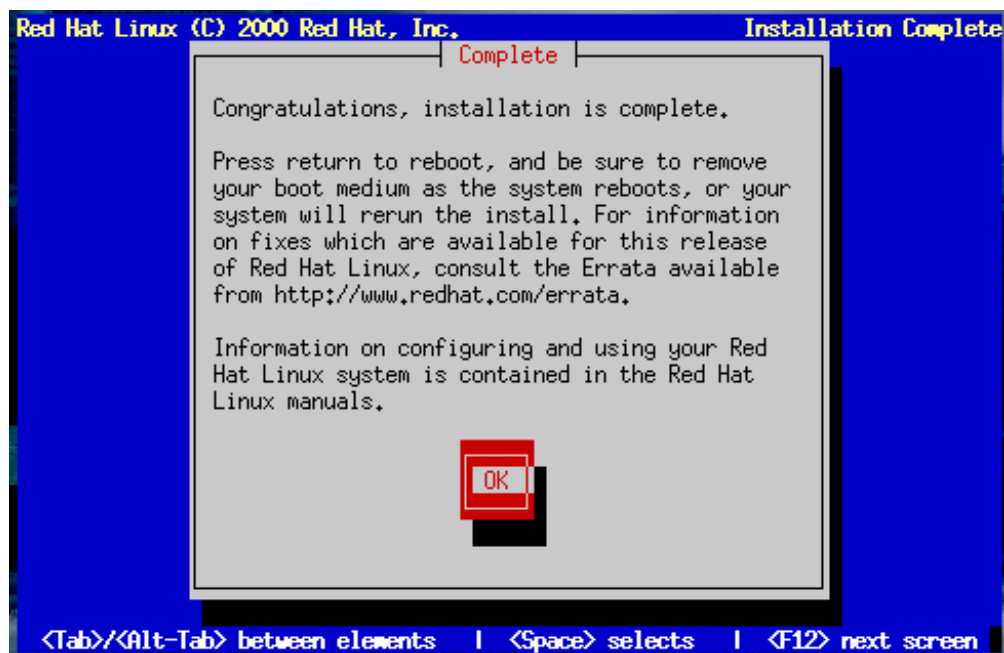 Red Hat Linux (C) 2000 Red Hat, Inc. Installation Complete
Complete
Congratulations, installation is complete.
Press return to reboot, and be sure to remove
your boot medium as the system reboots, or your
system will rerun the install. For information
on fixes which are available for this release
of Red Hat Linux, consult the Errata available
from http://www.redhat.com/errata.
Information on configuring and using your Red
Hat Linux system is contained in the Red Hat
Linux manuals.
OK
<Tab>/<Alt-Tab> between elements | <Space> selects | <F12> next screen